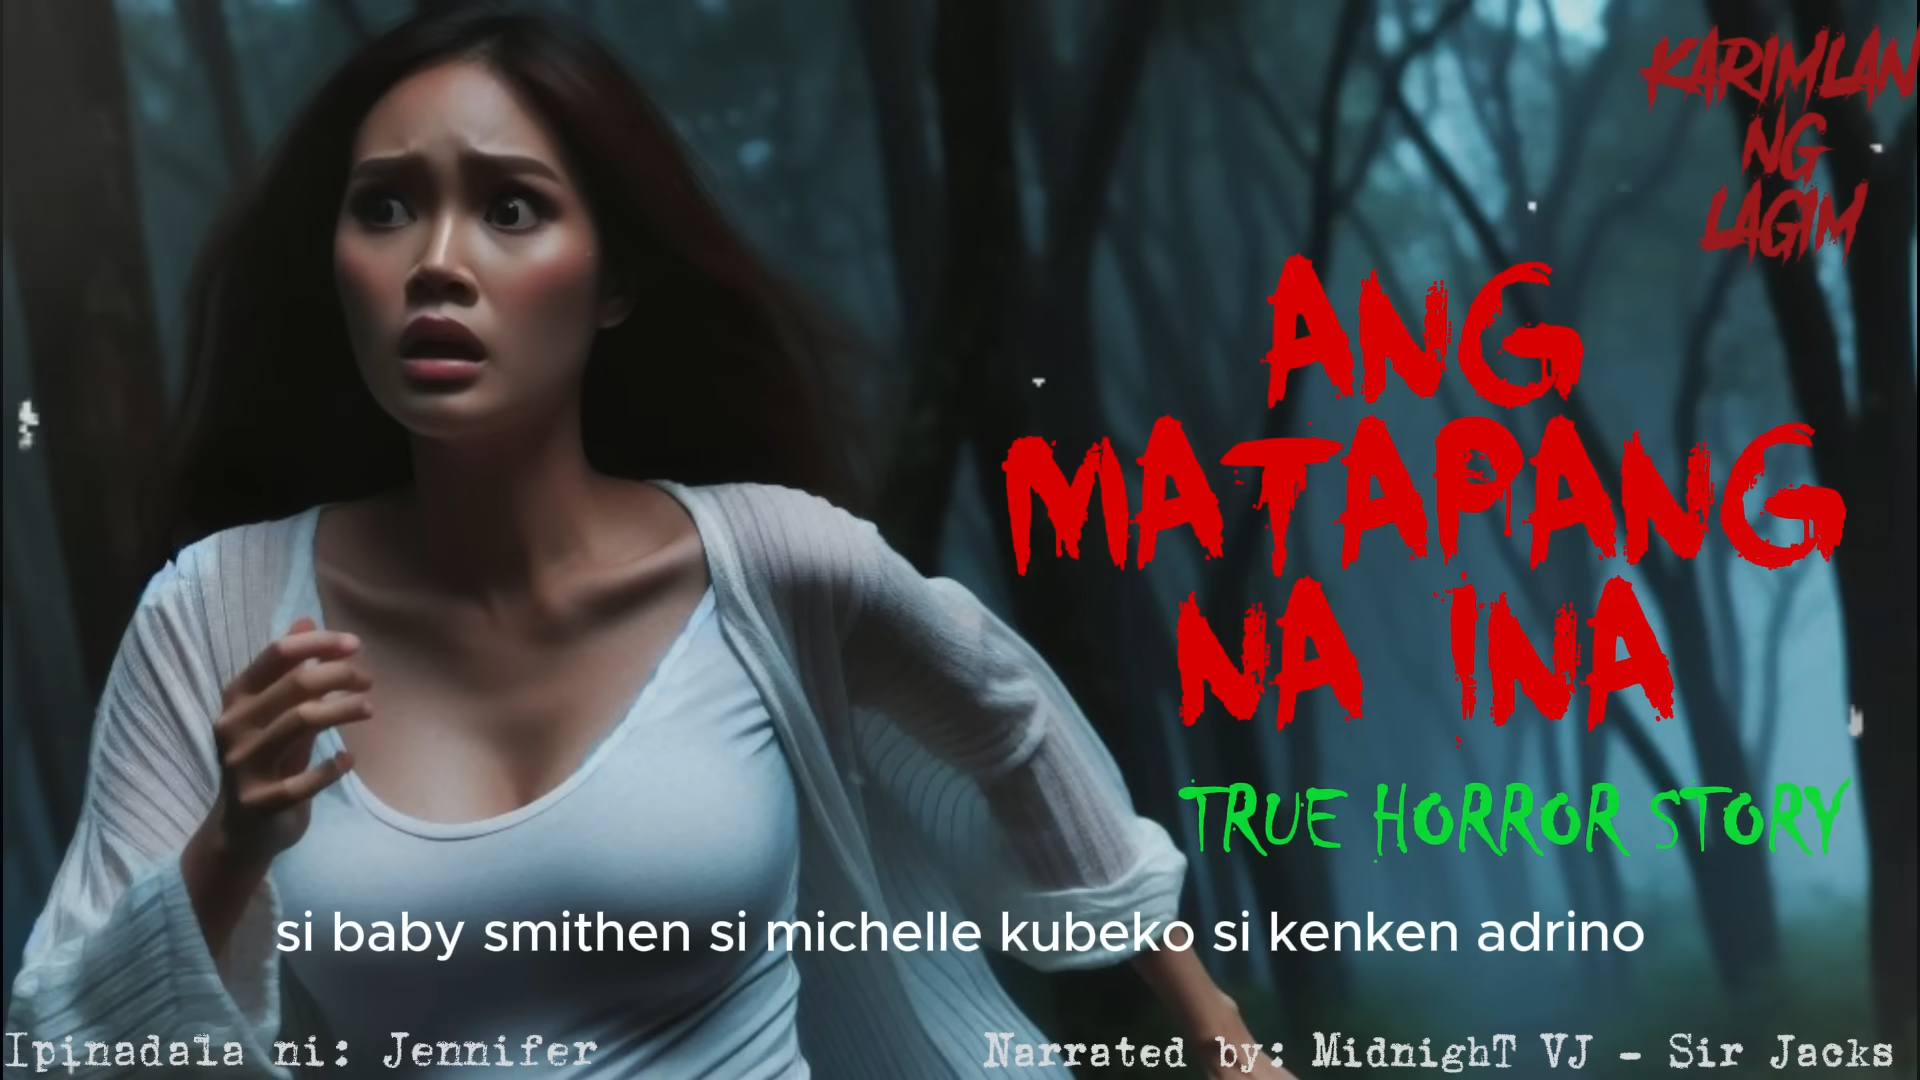 KARIMLAN
NG
LAGIM
ANG
MATAPANG
NA INA
TRUE HORROR STORY
si baby smithen si michelle kubeko si kenken adrino
Ipinadala ni: Jennifer
Narrated by: MidnighT VJ - Sir Jacks